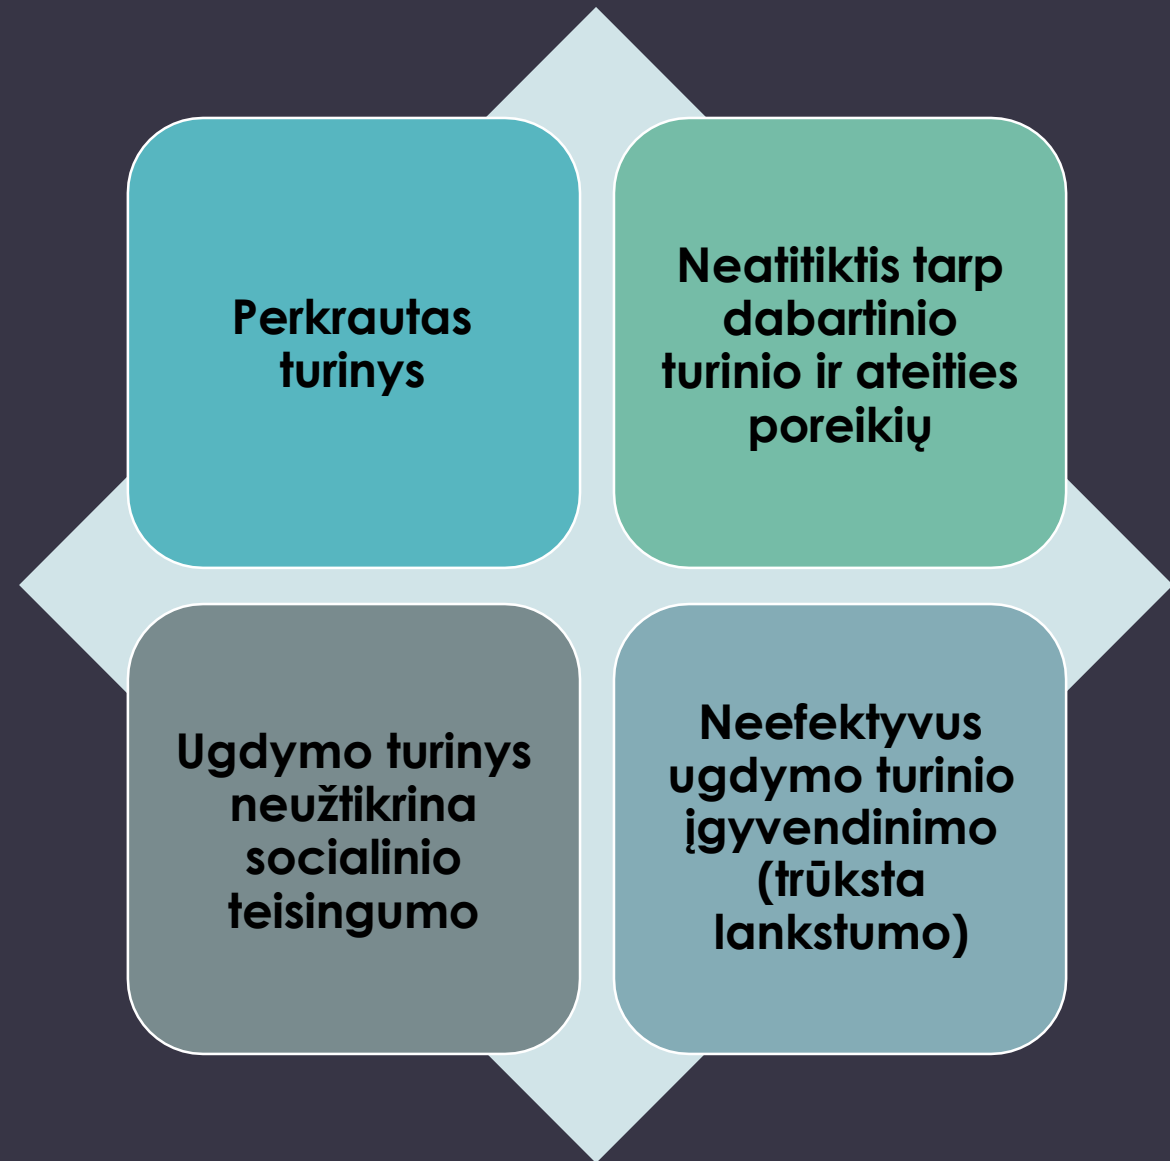 Perkrautas
turinys
Neatitiktis tarp
dabartinio
turinio ir ateities
poreikių
Ugdymo turinys
neužtikrina
socialinio
teisingumo
Neefektyvus
ugdymo turinio
įgyvendinimo
(trūksta
lankstumo)